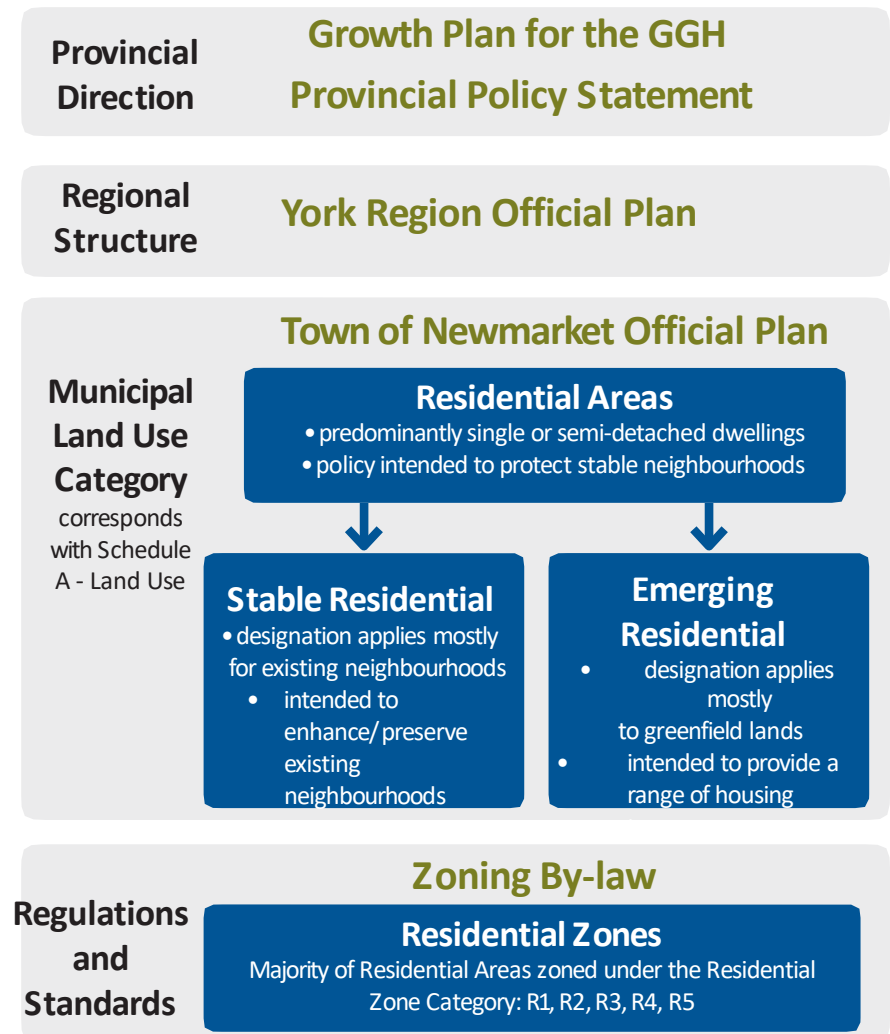 Provincial
Direction
Growth Plan for the GGH
Provincial Policy Statement
Regional
Structure
York Region Official Plan
Municipal
Land Use
Category
corresponds
with Schedule
A - Land Use
Town of Newmarket Official Plan
Residential Areas
• predominantly single or semi-detached dwellings
• policy intended to protect stable neighbourhoods
Stable Residential
• designation applies mostly
for existing neighbourhoods
• intended to
enhance/ preserve
existing
neighbourhoods
Emerging
Residential
• designation applies
mostly
to greenfield lands
• intended to provide a
range of housing
Regulations
and
Standards
Zoning By-law
Residential Zones
Majority of Residential Areas zoned under the Residential
Zone Category: R1, R2, R3, R4, R5